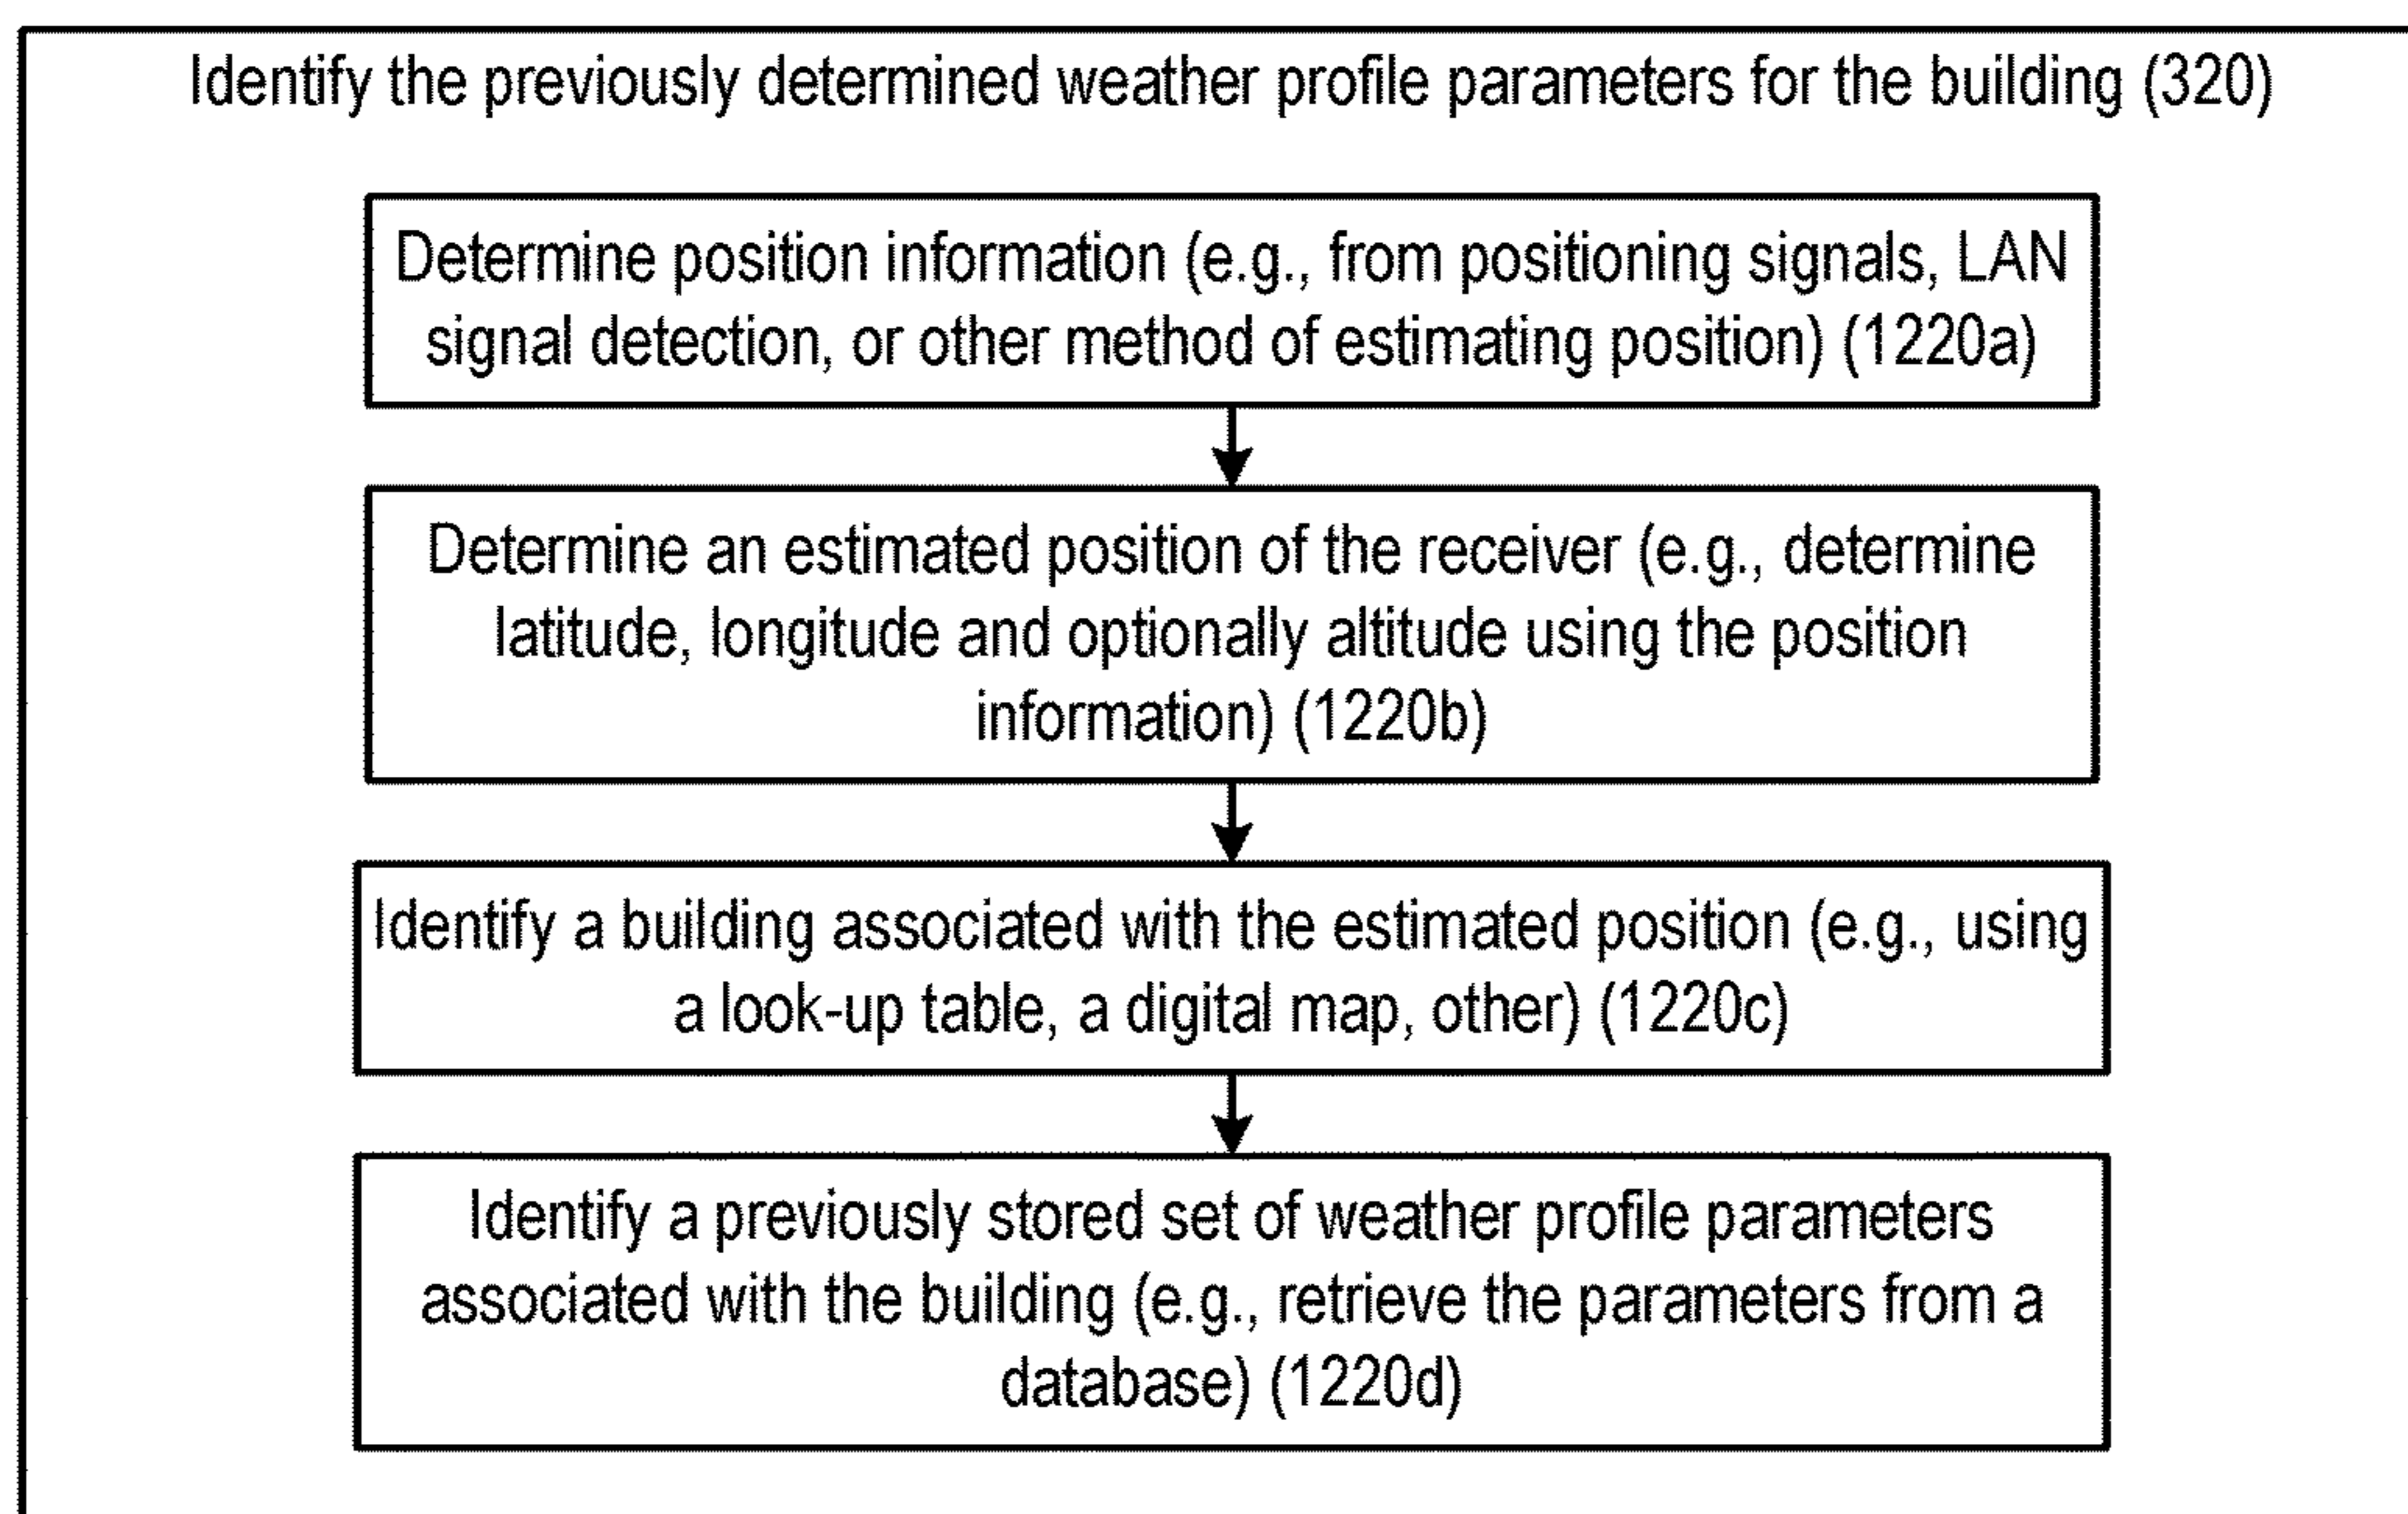 Identify the previously determined weather profile parameters for the building (320)
Determine position information (e.g., from positioning signals, LAN
signal detection, or other method of estimating position) (1220a)
Determine an estimated position of the receiver (e.g., determine
latitude, longitude and optionally altitude using the position
information) (1220b)
Identify a building associated with the estimated position (e.g., using
a look-up table, a digital map, other) (1220c)
Identify a previously stored set of weather profile parameters
associated with the building (e.g., retrieve the parameters from a
database) (1220d)